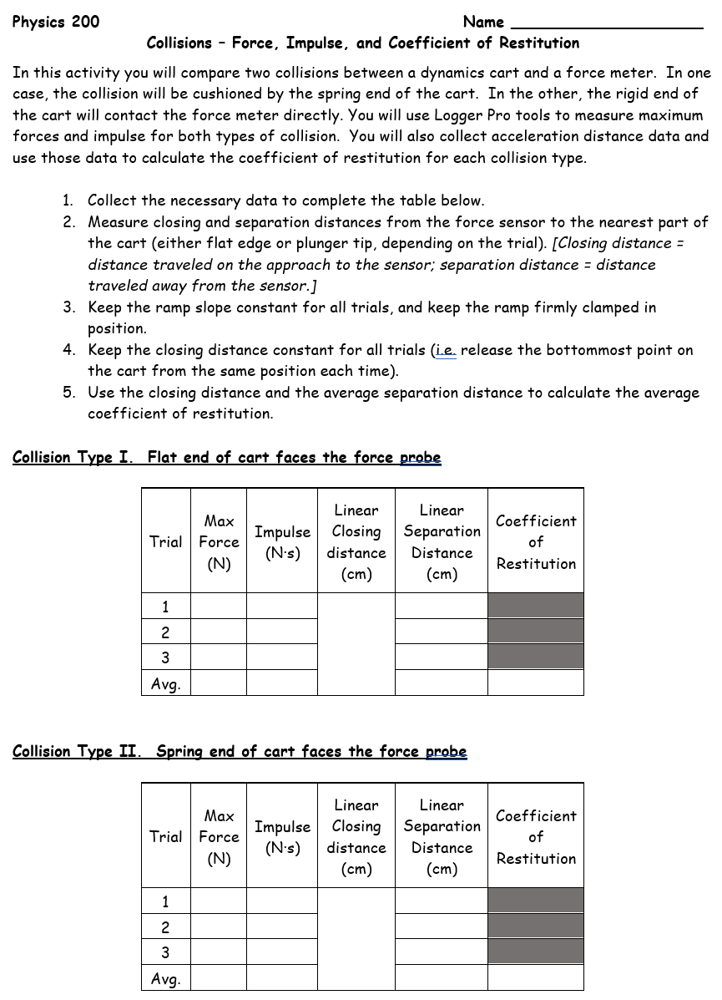 Physics 200 Name
Collisions – Force, Impulse, and Coefficient of Restitution
In this activity you will compare two collisions between a dynamics cart and a force meter. In one
case, the collision will be cushioned by the spring end of the cart. In the other, the rigid end of
the cart will contact the force meter directly. You will use Logger Pro tools to measure maximum
forces and impulse for both types of collision. You will also collect acceleration distance data and
use those data to calculate the coefficient of restitution for each collision type.
1. Collect the necessary data to complete the table below.
2. Measure closing and separation distances from the force sensor to the nearest part of
the cart (either flat edge or plunger tip, depending on the trial). [Closing distance =
distance traveled on the approach to the sensor; separation distance = distance
traveled away from the sensor.]
3. Keep the ramp slope constant for all trials, and keep the ramp firmly clamped in
position.
4. Keep the closing distance constant for all trials (i.e. release the bottommost point on
the cart from the same position each time).
5. Use the closing distance and the average separation distance to calculate the average
coefficient of restitution.
Collision Type I. Flat end of cart faces the force probe
Trial
Max
Force
(N)
Impulse
(N·s)
Linear
Closing
distance
(cm)
Linear
Separation
Distance
(cm)
Coefficient
of
Restitution
1
2
3
Avg.
Collision Type II. Spring end of cart faces the force probe
Trial
Max
Force
(N)
Impulse
(N·s)
Linear
Closing
distance
(cm)
Linear
Separation
Distance
(cm)
Coefficient
of
Restitution
1
2
3
Avg.